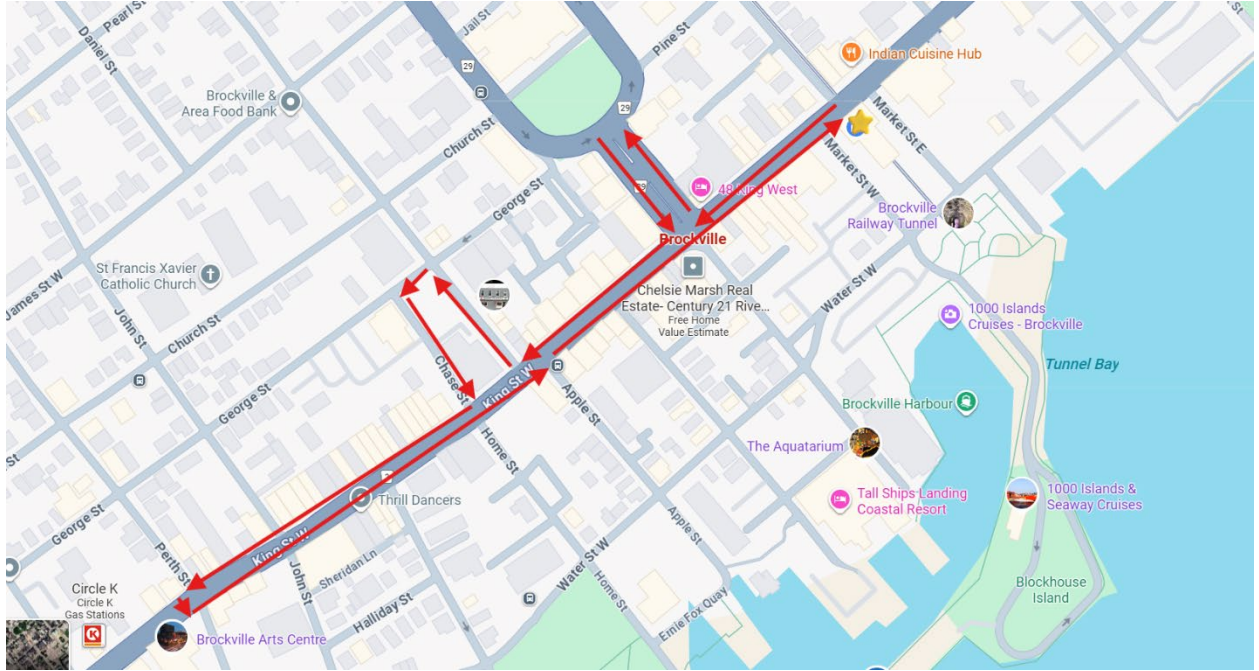 Pearl St
Daniel St
Jail St
29
Pine St
Indian Cuisine Hub
Brockville &
Area Food Bank
29
Church St
Market St E
Market St W
George St
29
48 King West
Brockville
Railway Tunnel
Brockville
St Francis Xavier
Catholic Church
James St W
John St
Church St
Chelsie Marsh Real
Estate- Century 21 Rive...
Free Home
Value Estimate
Water St W
1000 Islands
Cruises - Brockville
Tunnel Bay
Chase St
King St W
George St
Apple St
Brockville Harbour
The Aquatarium
Home St
St
Thrill Dancers
Tall Ships Landing
Coastal Resort
1000 Islands &
Seaway Cruises
George St
Apple St
King St W
Perth St
John St
Sheridan Ln
Water St W
Home St
Circle K
Circle K
Gas Stations
Halliday St
Ernie Fox Quay
Blockhouse
Island
Brockville Arts Centre